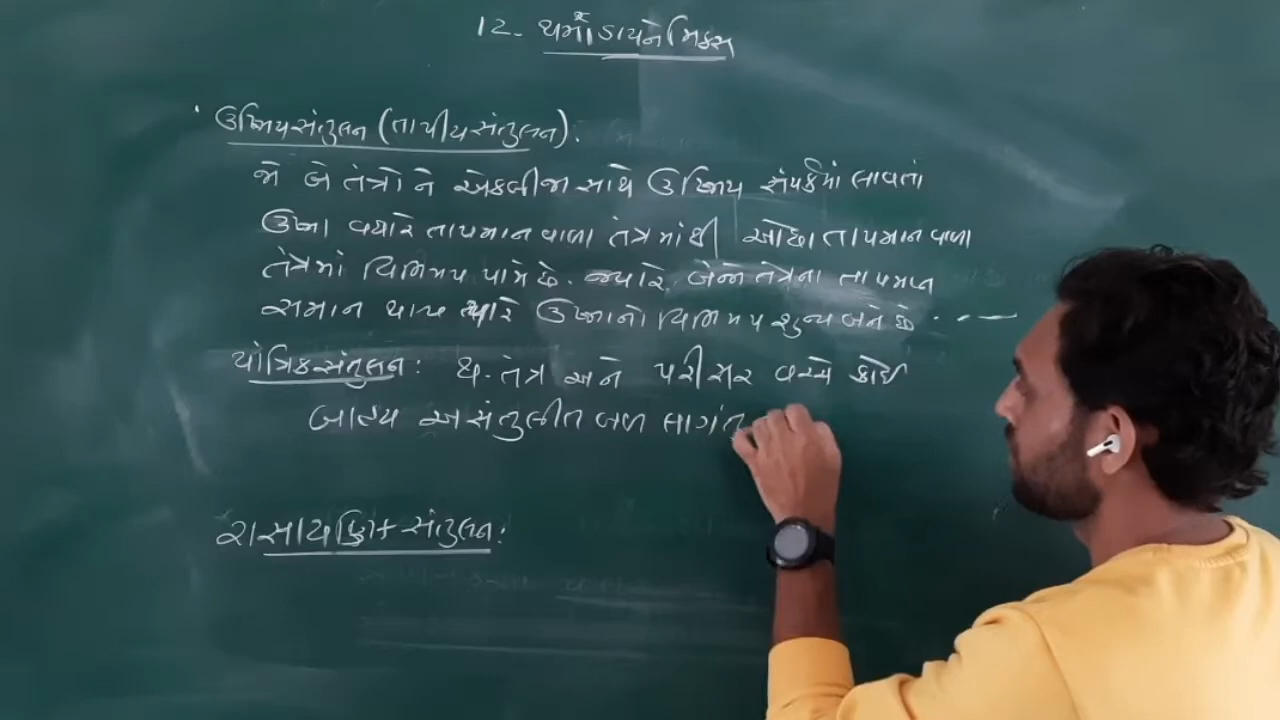 12- થર્મોડાયનેમિક્સ
ઉષ્મિય સંતુલન (તાપીય સંતુલન).
જો બે તંત્રોને એકબીજા સાથે ઉષ્મિય સંપર્કમાં લાવતાં
ઉષ્મા વધારે તાપમાન વાળા તંત્રમાંથી ઓછા તાપમાન વાળા
તંત્રમાં વિનિમય પામે છે. જ્યારે બંને તંત્રના તાપમાન
સમાન થાય ત્યારે ઉષ્માનો વિનિમય શુન્ય બને છે.
યાંત્રિક સંતુલન: થ. તંત્ર અને પરીસર વચ્ચે કોઈ
બાહ્ય અસંતુલીત બળ લાગતુ
રાસાયણિક સંતુલન: